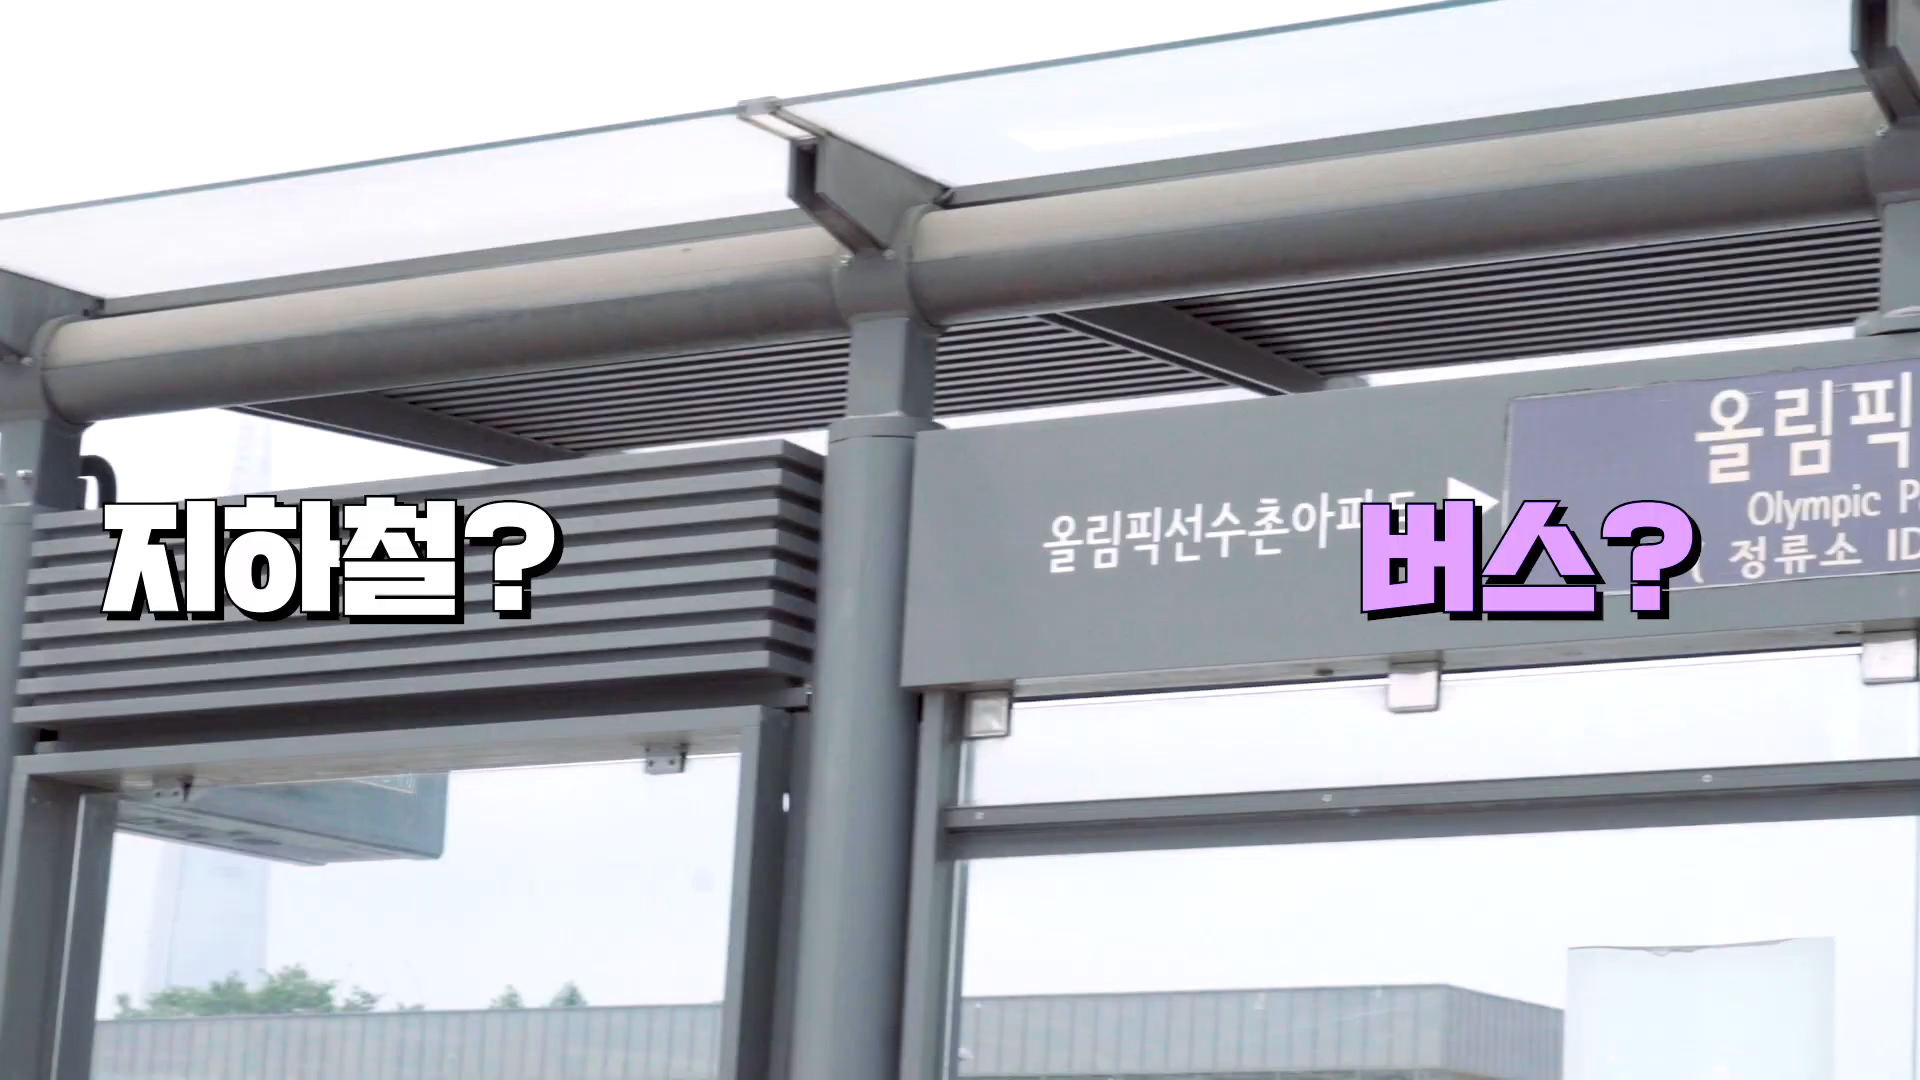 지하철?
버스?
올림픽선수촌아파트
올림픽
Olympic
정류소 ID